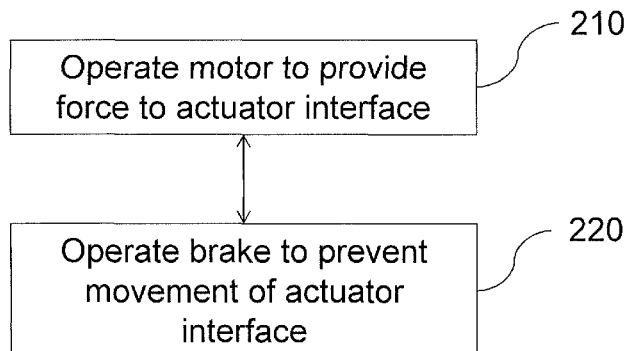 210
Operate motor to provide
force to actuator interface
220
Operate brake to prevent
movement of actuator
interface